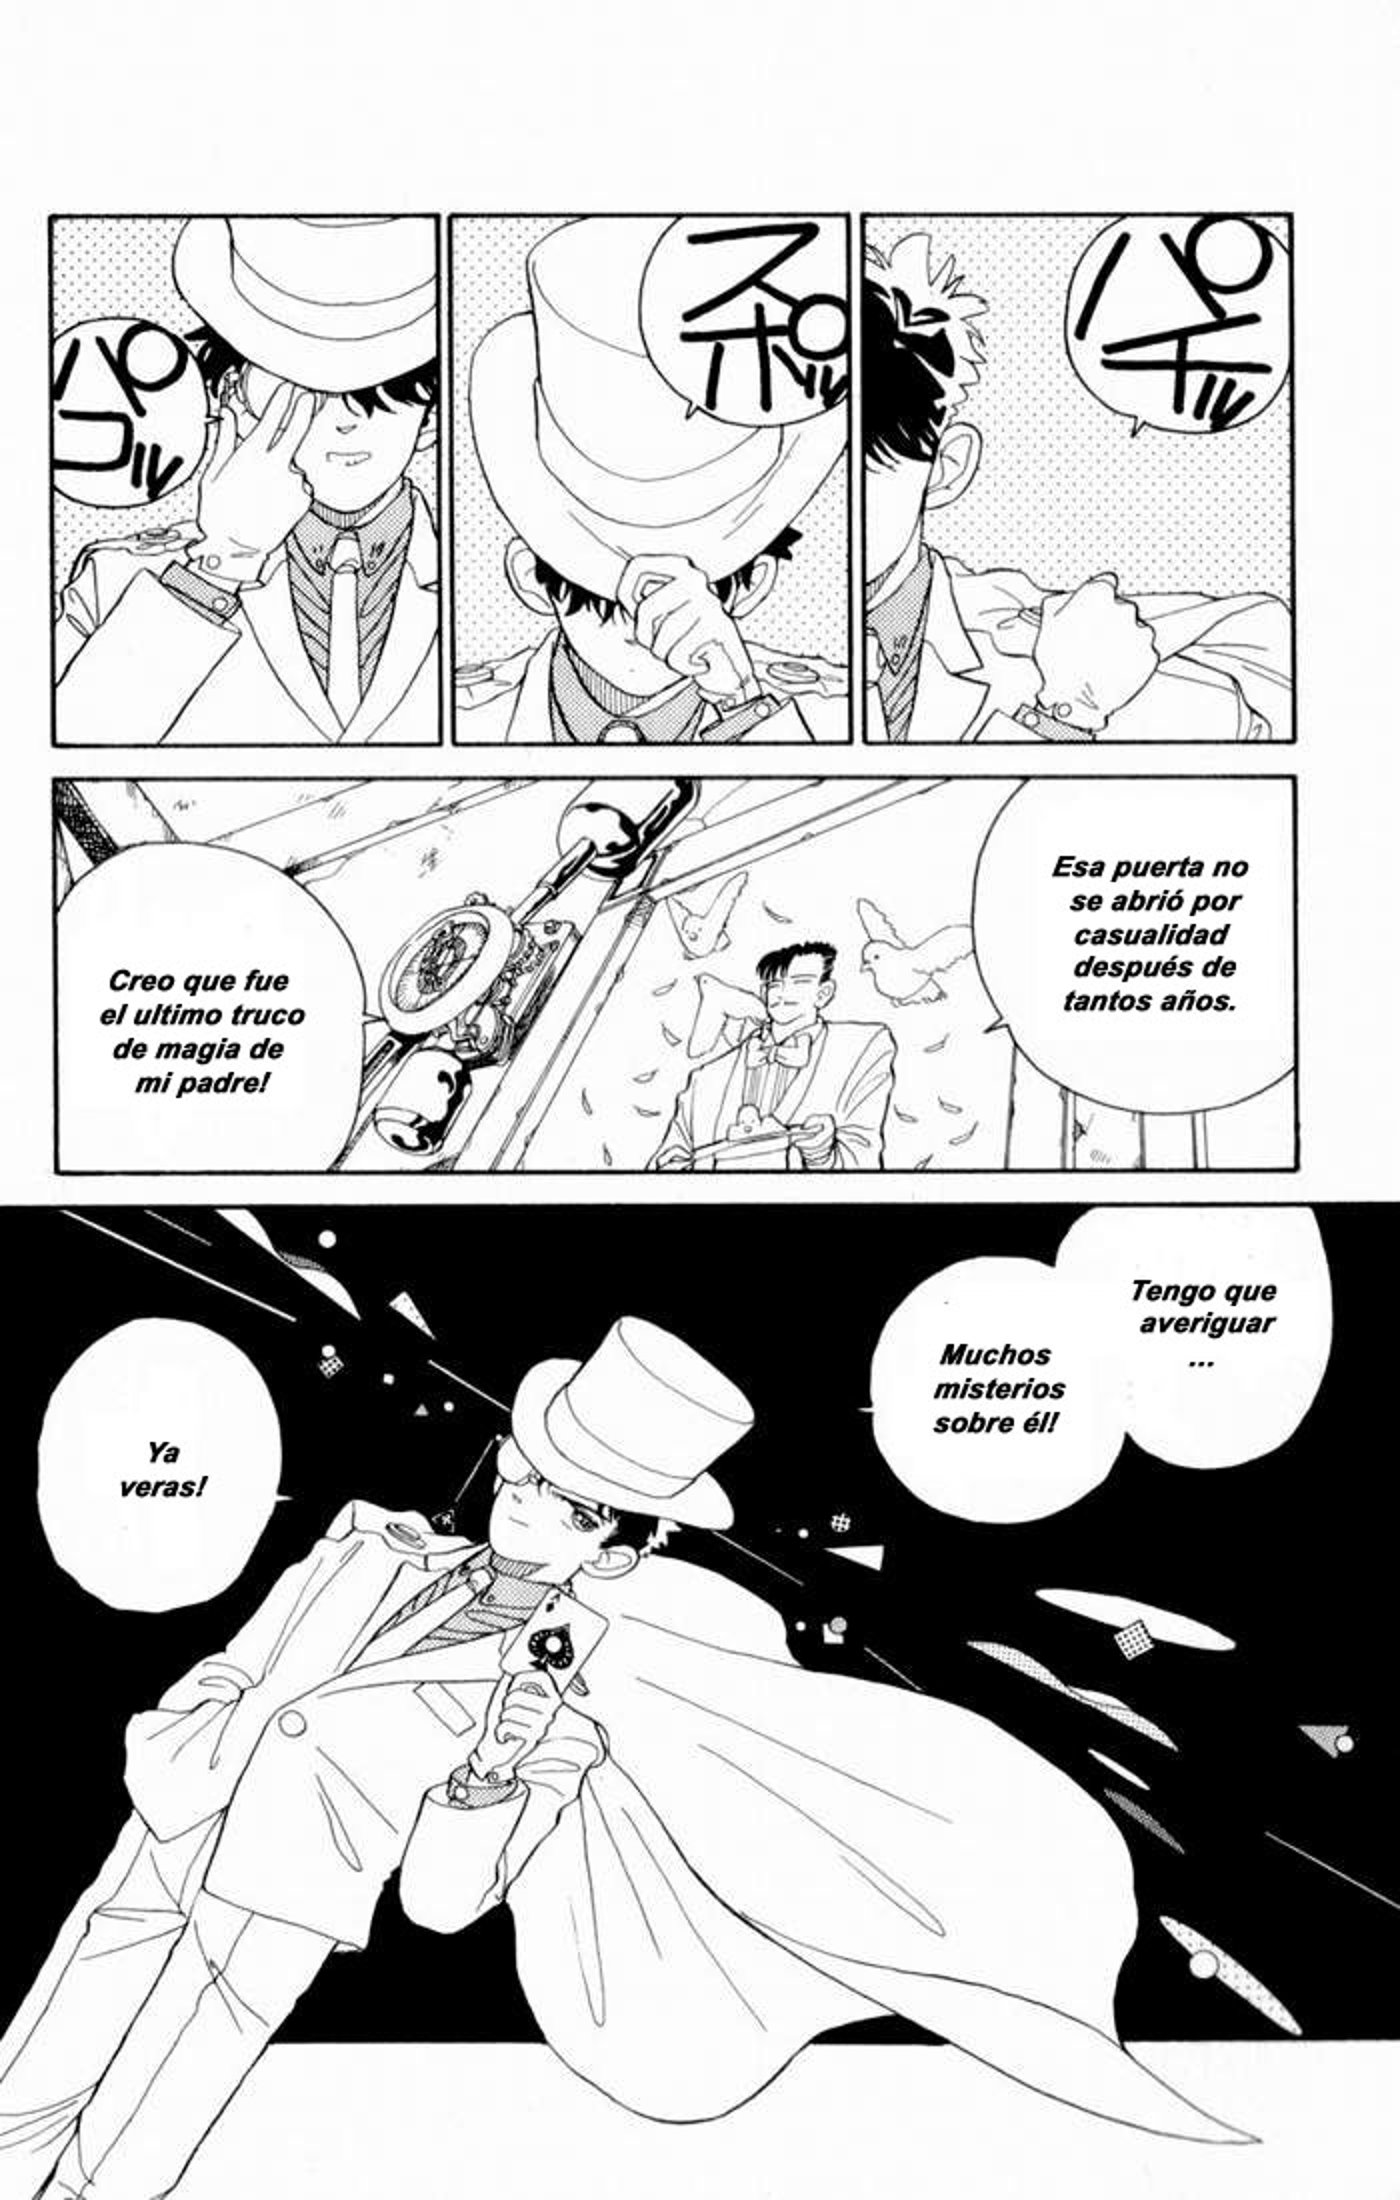 パチッ
スポッ
パコッ
Esa puerta no
se abrió por
casualidad
después de
tantos años.
Creo que fue
el ultimo truco
de magia de
mi padre!
Tengo que
averiguar
...
Muchos
misterios
sobre él!
Ya
veras!